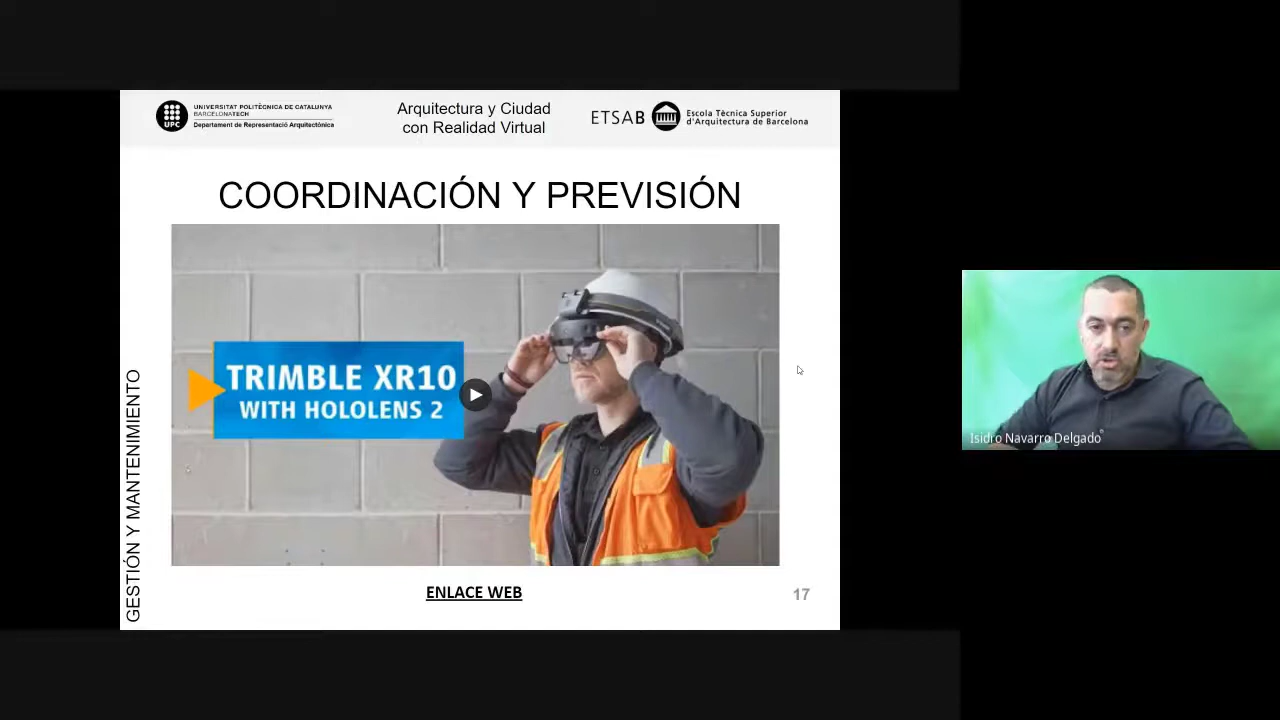 UPC
UNIVERSITAT POLITÈCNICA DE CATALUNYA
BARCELONATECH
Departament de Representació Arquitectònica
Arquitectura y Ciudad
con Realidad Virtual
ETSAB
Escola Tècnica Superior
d'Arquitectura de Barcelona
COORDINACIÓN Y PREVISIÓN
TRIMBLE XR10
WITH HOLOLENS 2
GESTIÓN Y MANTENIMIENTO
ENLACE WEB
17
Isidro Navarro Delgado